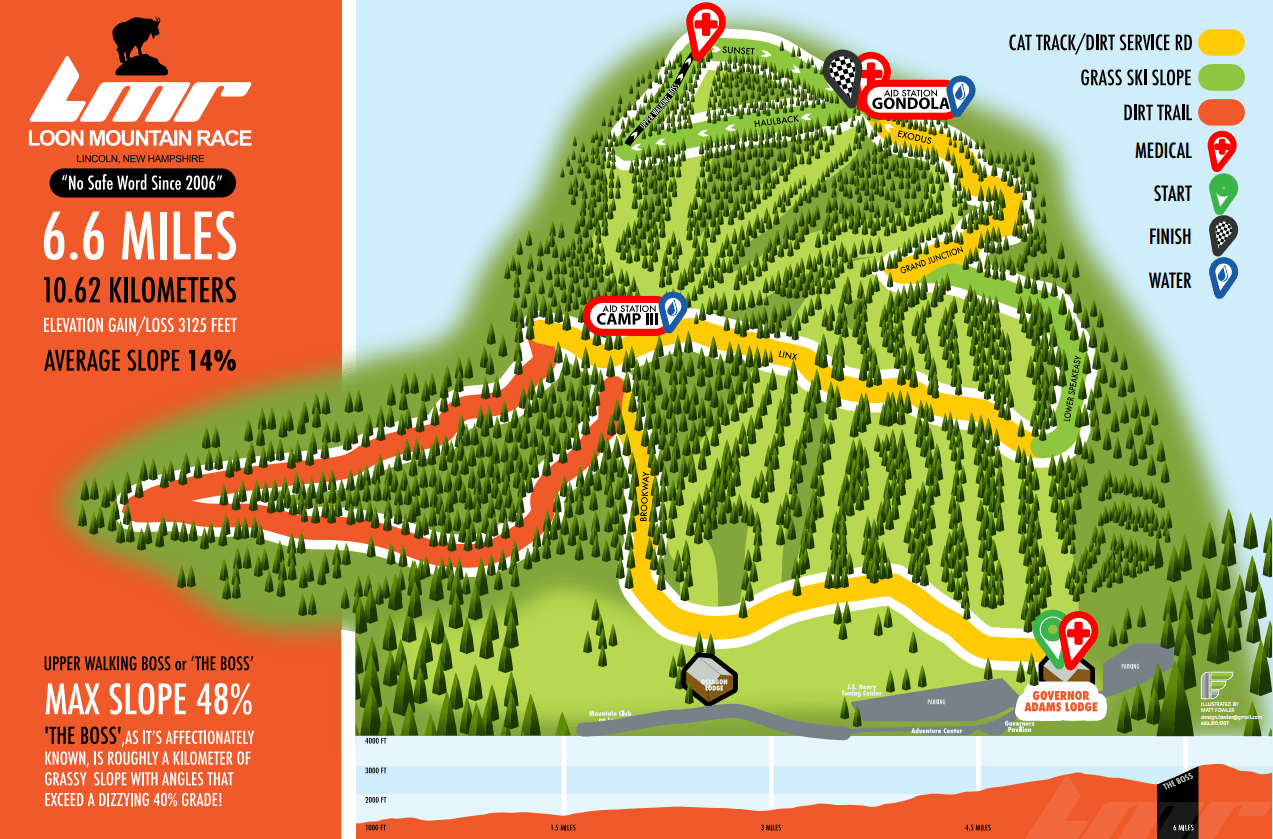 lmr
LOON MOUNTAIN RACE
LINCOLN, NEW HAMPSHIRE
“No Safe Word Since 2006”
6.6 MILES
10.62 KILOMETERS
ELEVATION GAIN/LOSS 3125 FEET
AVERAGE SLOPE 14%
UPPER WALKING BOSS or ‘THE BOSS’
MAX SLOPE 48%
'THE BOSS', AS IT’S AFFECTIONATELY
KNOWN, IS ROUGHLY A KILOMETER OF
GRASSY SLOPE WITH ANGLES THAT
EXCEED A DIZZYING 40% GRADE!
CAT TRACK/DIRT SERVICE RD
GRASS SKI SLOPE
DIRT TRAIL
MEDICAL
START
FINISH
WATER
SUNSET
UPPER WALKING BOSS
HAULBACK
AID STATION
GONDOLA
EXODUS
GRAND JUNCTION
AID STATION
CAMP III
LINX
LOWER SPEAKEASY
BROOKWAY
OCTAGON
LODGE
GOVERNOR
ADAMS LODGE
PARKING
PARKING
J.E. Henry
Tuning Center
Mountain Club
Adventure Center
Governors
Pavilion
ILLUSTRATED BY
MATT FOWLER
design.fowler@gmail.com
4000 FT
3000 FT
2000 FT
1000 FT
1.5 MILES
3 MILES
4.5 MILES
6 MILES
THE BOSS
lmr